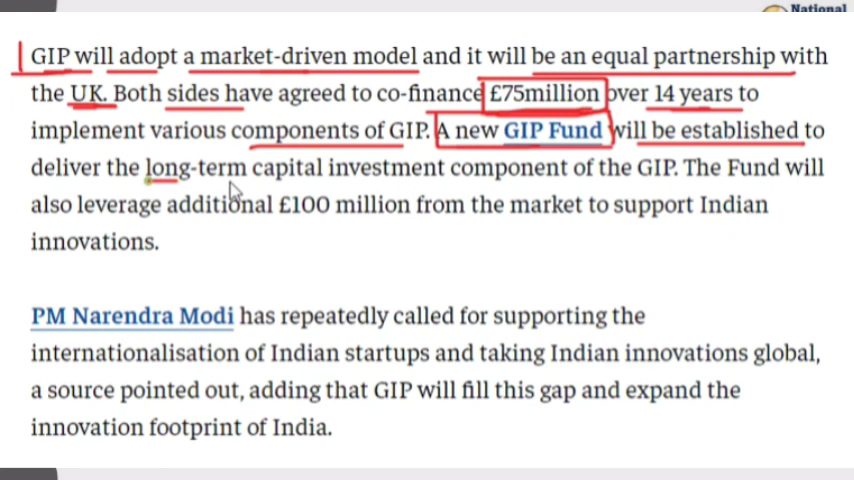 National
GIP will adopt a market-driven model and it will be an equal partnership with
the UK. Both sides have agreed to co-finance £75million over 14 years to
implement various components of GIP. A new GIP Fund will be established to
deliver the long-term capital investment component of the GIP. The Fund will
also leverage additional £100 million from the market to support Indian
innovations.
PM Narendra Modi has repeatedly called for supporting the
internationalisation of Indian startups and taking Indian innovations global,
a source pointed out, adding that GIP will fill this gap and expand the
innovation footprint of India.